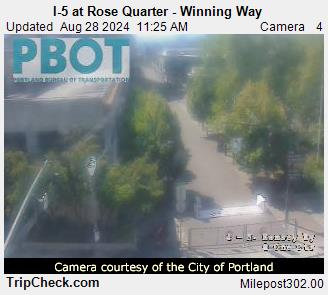 I-5 at Rose Quarter - Winning Way
Updated Aug 28 2024 11:25 AM Camera 4
PBOT
PORTLAND BUREAU OF TRANSPORTATION
Camera courtesy of the City of Portland
TripCheck.com Milepost302.00